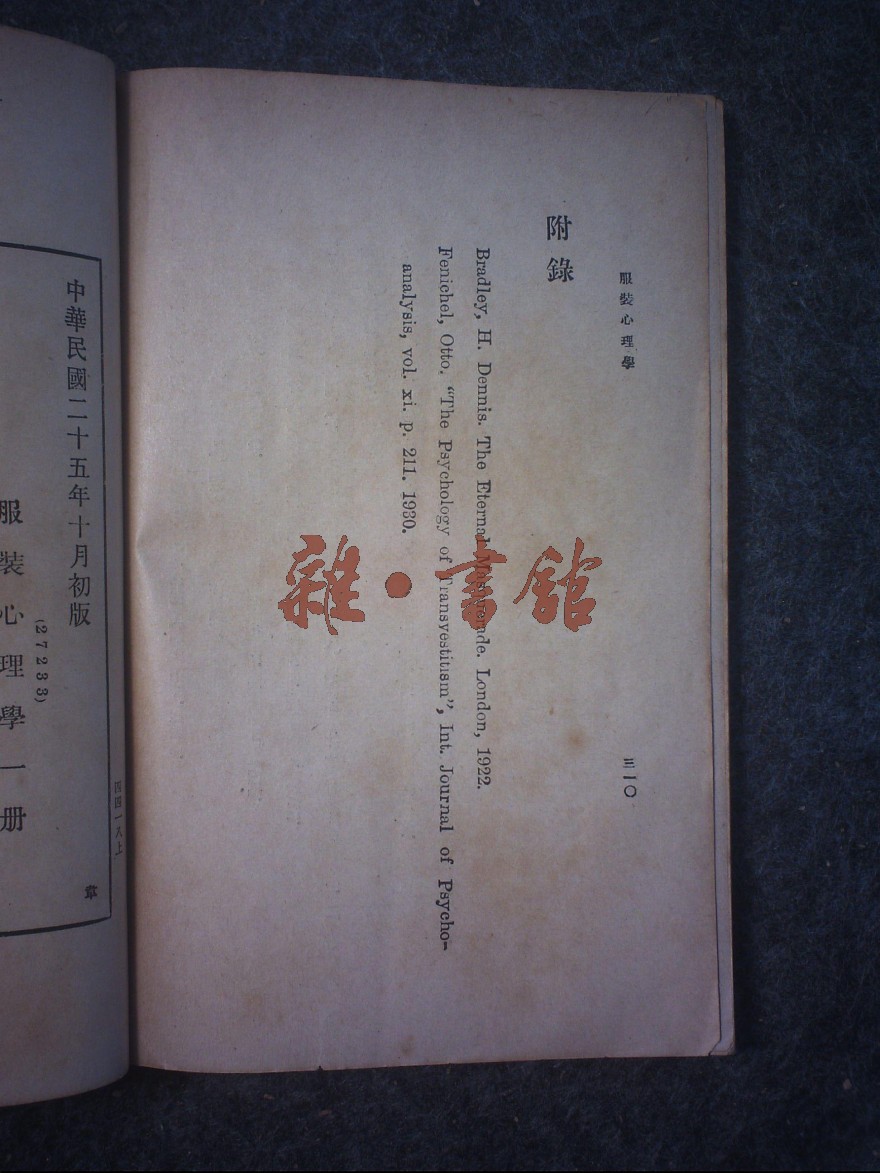 服裝心理學
三一〇
附錄
Bradley, H. Dennis. The Eternal Masquerade. London, 1922.
Fenichel, Otto. “The Psychology of Transvestitism”, Int. Journal of Psycho-
analysis, vol. xi. p. 211. 1930.
雜•書館
四四一八上
中華民國二十五年十月初版
(27233)
服裝心理學一册
章